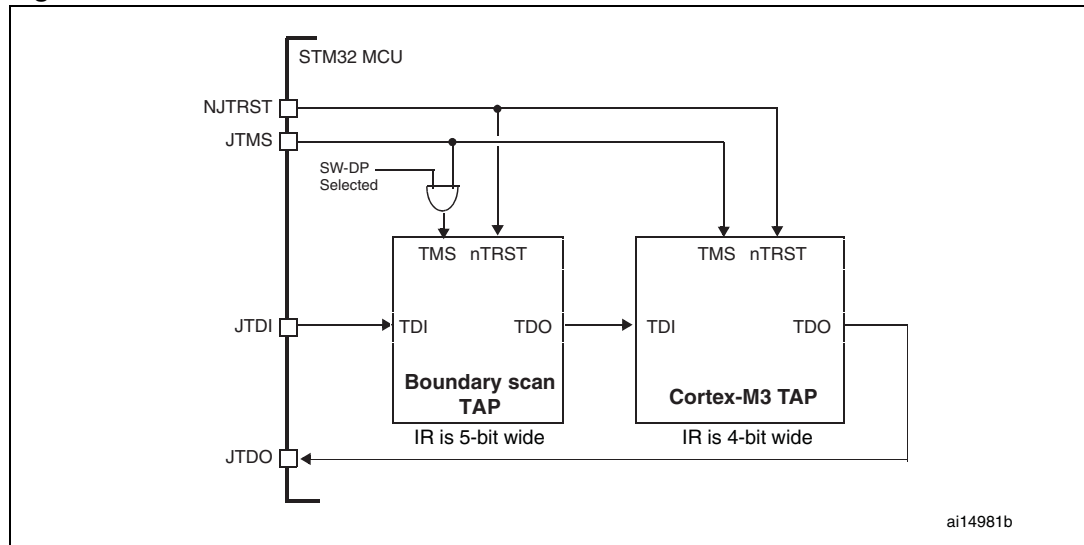 STM32 MCU
NJTRST
JTMS
SW-DP
Selected
TMS nTRST
TMS nTRST
JTDI
TDI
TDO
TDI
TDO
Boundary scan
TAP
Cortex-M3 TAP
IR is 5-bit wide
IR is 4-bit wide
JTDO
ai14981b